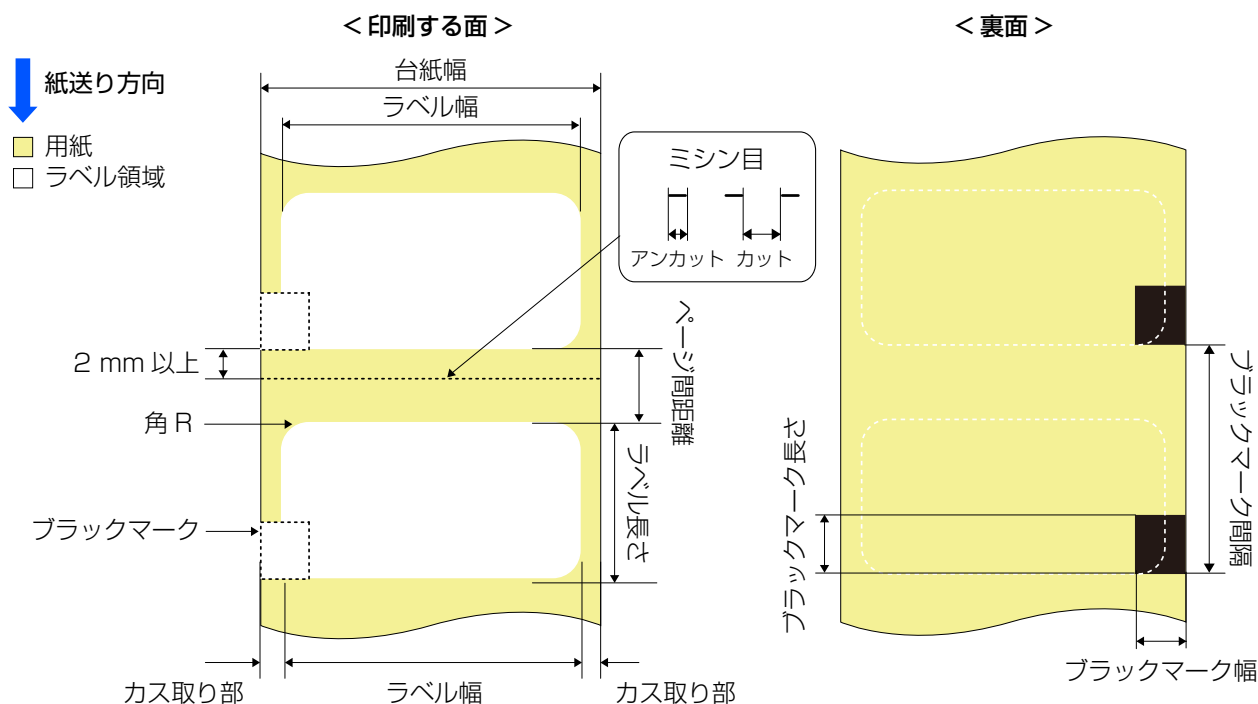 ＜印刷する面＞
＜裏面＞
紙送り方向
用紙
ラベル領域
台紙幅
ラベル幅
ミシン目
アンカット
カット
2 mm 以上
ページ間距離
角 R
ラベル長さ
ブラックマーク
カス取り部
ラベル幅
カス取り部
ブラックマーク長さ
ブラックマーク間隔
ブラックマーク幅